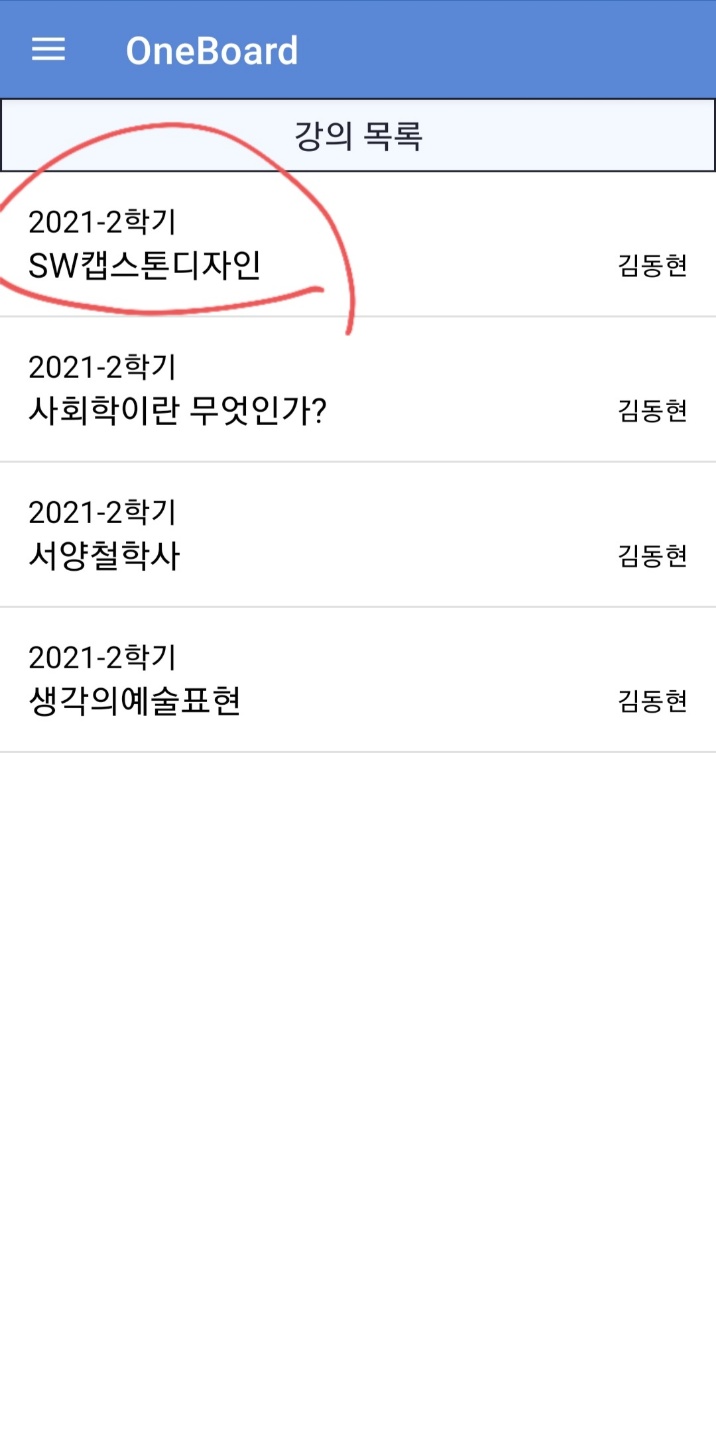 OneBoard
강의 목록
2021-2학기
SW캡스톤디자인
김동현
2021-2학기
사회학이란 무엇인가?
김동현
2021-2학기
서양철학사
김동현
2021-2학기
생각의예술표현
김동현